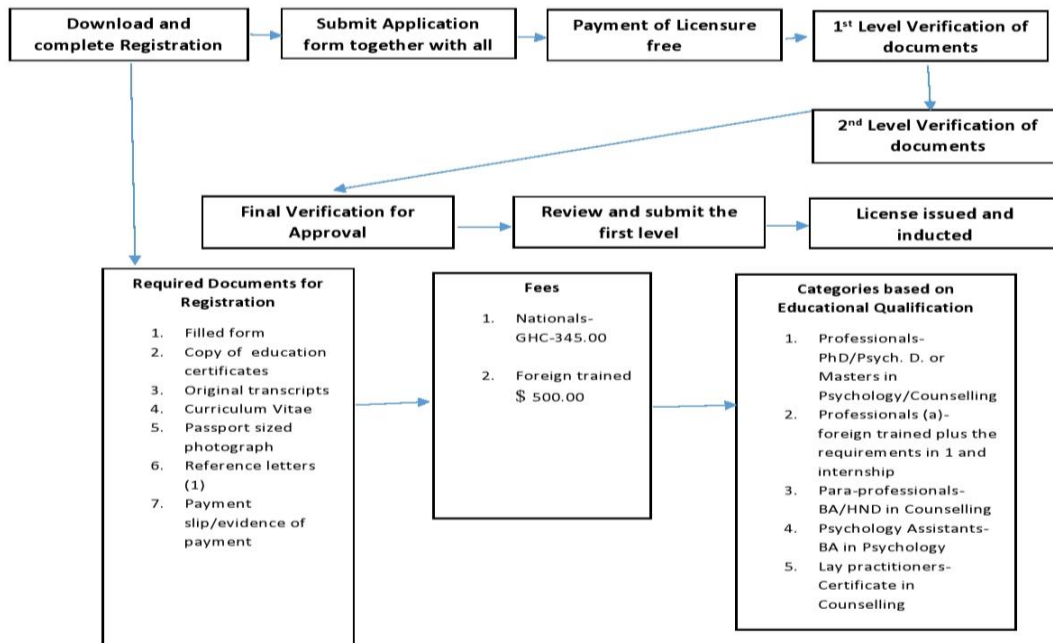 Download and
complete Registration
Submit Application
form together with all
Payment of Licensure
free
1st Level Verification of
documents
2nd Level Verification of
documents
Final Verification for
Approval
Review and submit the
first level
License issued and
inducted
Required Documents for
Registration
1. Filled form
2. Copy of education
certificates
3. Original transcripts
4. Curriculum Vitae
5. Passport sized
photograph
6. Reference letters
(1)
7. Payment
slip/evidence of
payment
Fees
1. Nationals-
GHC-345.00
2. Foreign trained
$ 500.00
Categories based on
Educational Qualification
1. Professionals-
PhD/Psych. D. or
Masters in
Psychology/Counselling
2. Professionals (a)-
foreign trained plus the
requirements in 1 and
internship
3. Para-professionals-
BA/HND in Counselling
4. Psychology Assistants-
BA in Psychology
5. Lay practitioners-
Certificate in
Counselling